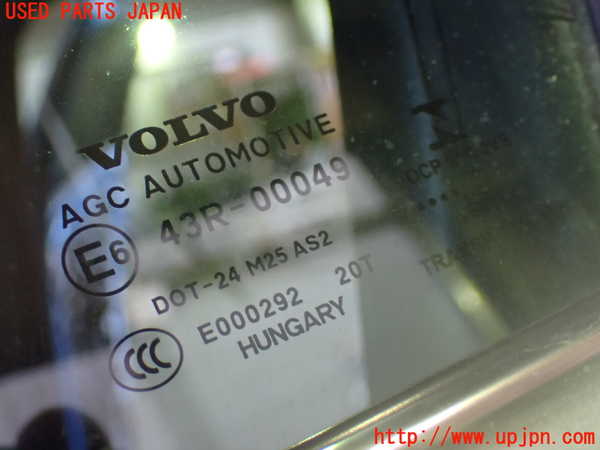 USED PARTS JAPAN
VOLVO
AGC AUTOMOTIVE
E6 43R-00049
DOT-24 M25 AS2
CCC E000292 20T
HUNGARY
http://www.upjpn.com